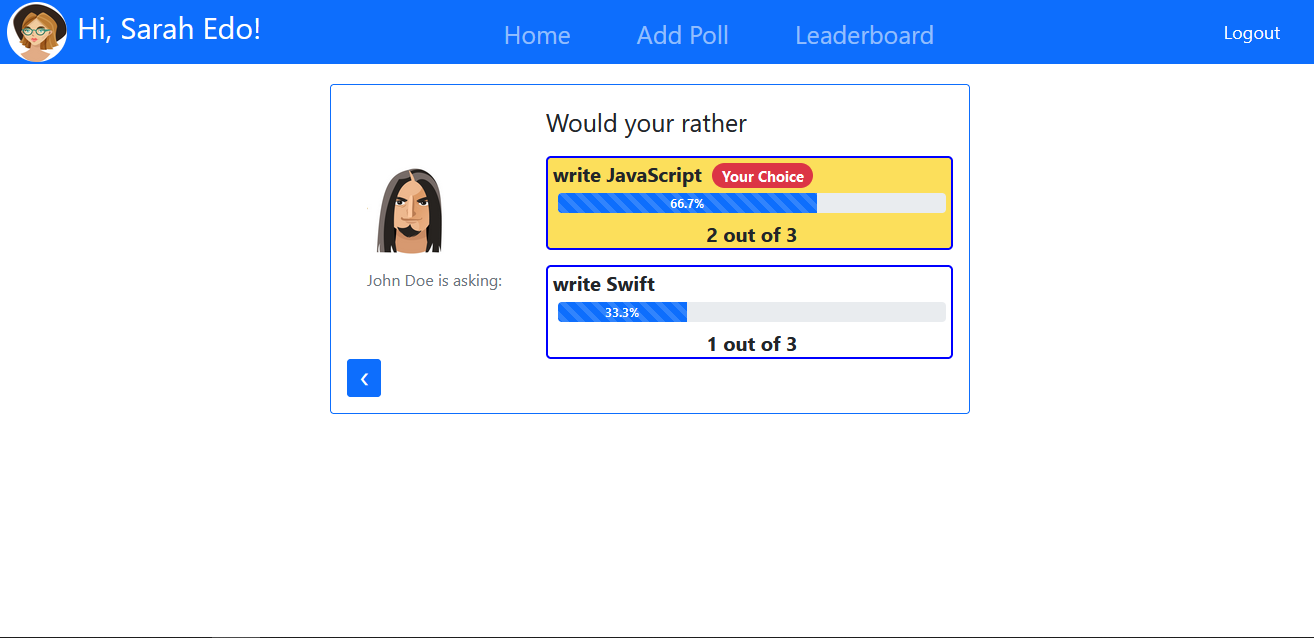 Hi, Sarah Edo!
Home
Add Poll
Leaderboard
Logout
Would your rather
write JavaScript Your Choice
66.7%
2 out of 3
John Doe is asking:
write Swift
33.3%
1 out of 3
‹